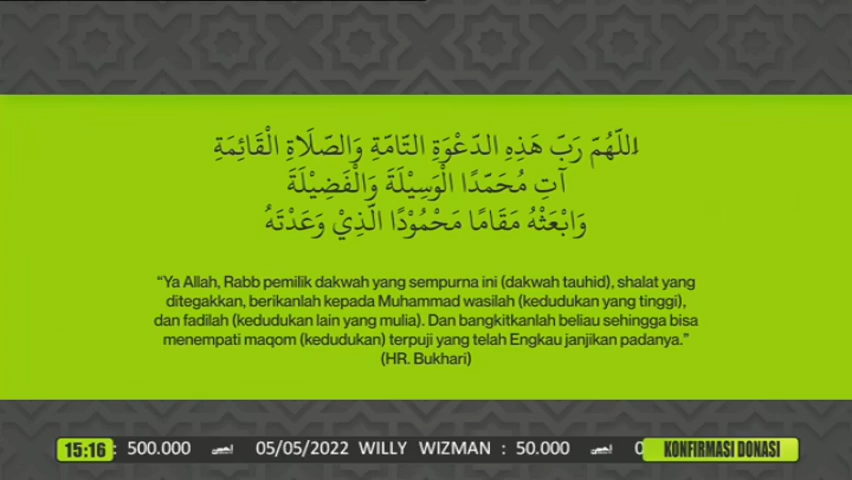 اللَّهُمَّ رَبَّ هَذِهِ الدَّعْوَةِ التَّامَّةِ وَالصَّلَاةِ الْقَائِمَةِ
آتِ مُحَمَّدًا الْوَسِيْلَةَ وَالْفَضِيْلَةَ
وَابْعَثْهُ مَقَامًا مَحْمُوْدًا الَّذِيْ وَعَدْتَهُ
“Ya Allah, Rabb pemilik dakwah yang sempurna ini (dakwah tauhid), shalat yang
ditegakkan, berikanlah kepada Muhammad wasilah (kedudukan yang tinggi),
dan fadilah (kedudukan lain yang mulia). Dan bangkitkanlah beliau sehingga bisa
menempati maqom (kedudukan) terpuji yang telah Engkau janjikan padanya.”
(HR. Bukhari)
15:16 : 500.000 05/05/2022 WILLY WIZMAN : 50.000 0 KONFIRMASI DONASI